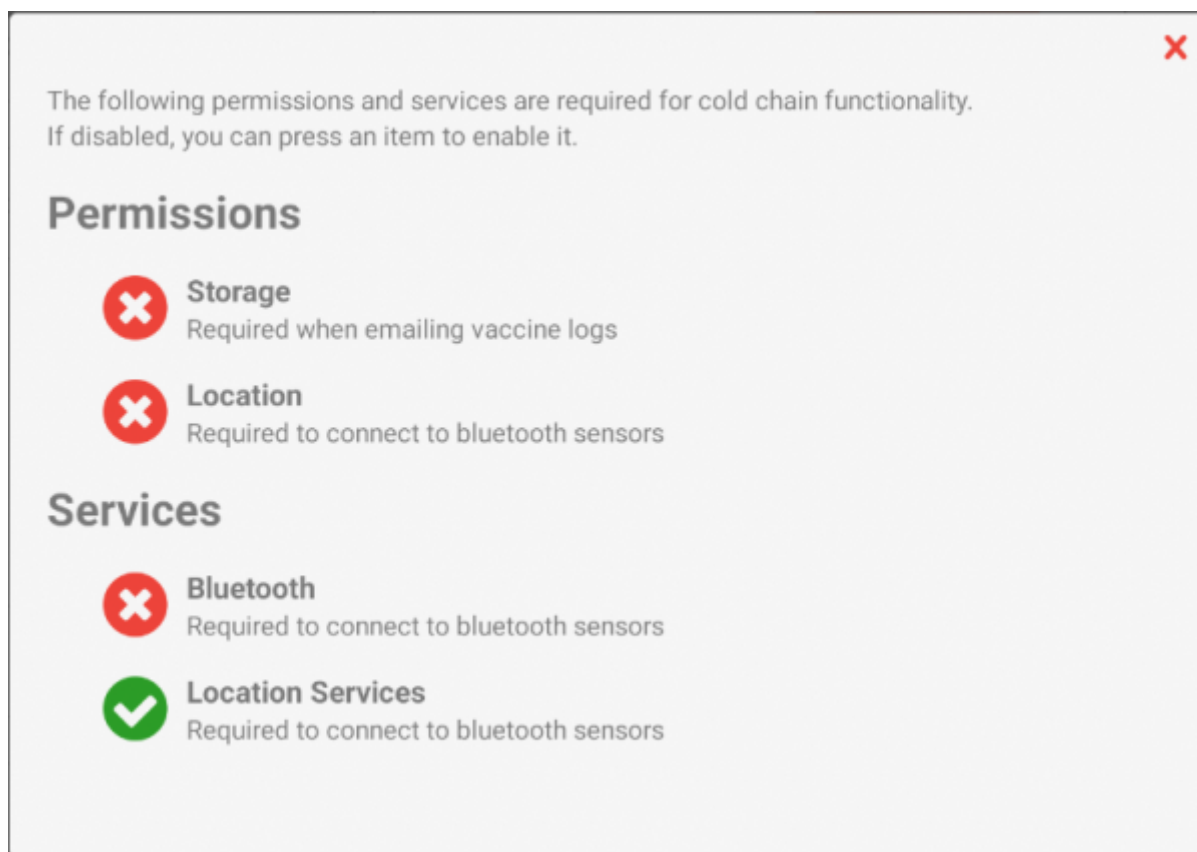 The following permissions and services are required for cold chain functionality.
If disabled, you can press an item to enable it.
Permissions
Storage
Required when emailing vaccine logs
Location
Required to connect to bluetooth sensors
Services
Bluetooth
Required to connect to bluetooth sensors
Location Services
Required to connect to bluetooth sensors